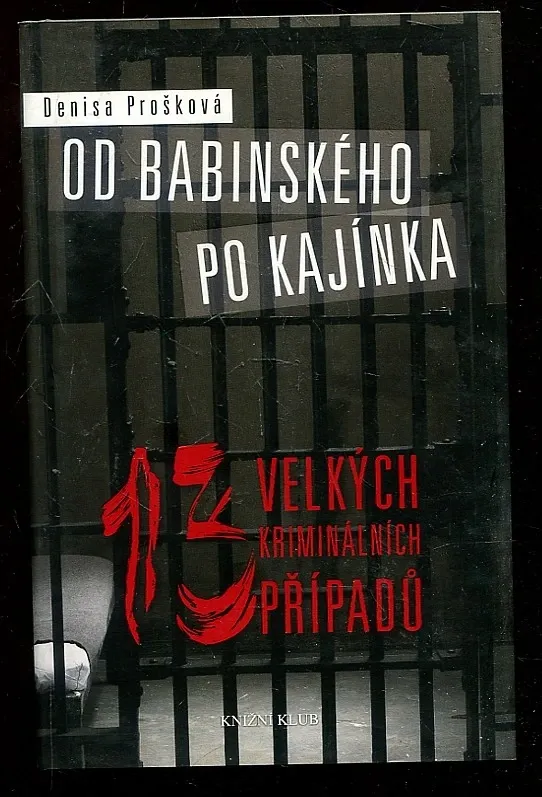 Denisa Prošková
OD BABINSKÉHO
PO KAJÍNKA
13 VELKÝCH
KRIMINÁLNÍCH
PŘÍPADŮ
KNIŽNÍ KLUB